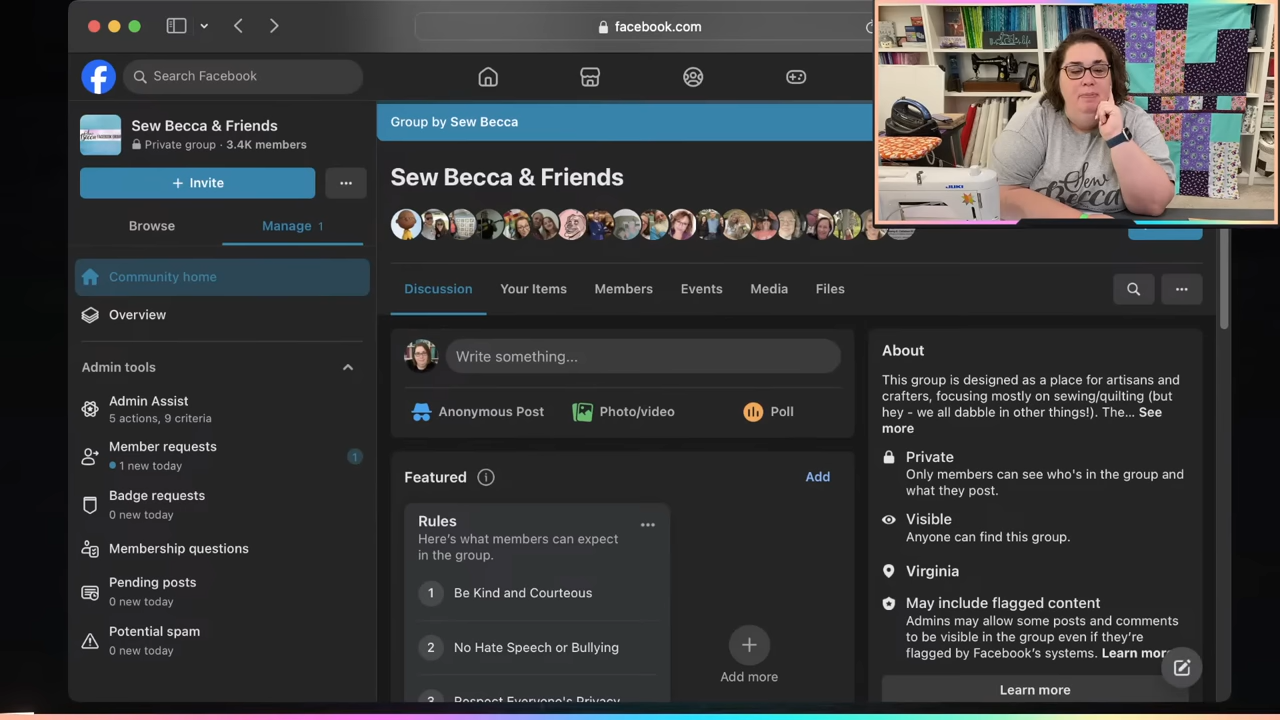 facebook.com
Search Facebook
Sew Becca & Friends
Private group · 3.4K members
+ Invite
Browse
Manage 1
Community home
Overview
Admin tools
Admin Assist
5 actions, 9 criteria
Member requests
1 new today
1
Badge requests
0 new today
Membership questions
Pending posts
0 new today
Potential spam
0 new today
Group by Sew Becca
Sew Becca & Friends
Discussion
Your Items
Members
Events
Media
Files
Write something...
Anonymous Post
Photo/video
Poll
Featured
Add
Rules
Here's what members can expect
in the group.
1 Be Kind and Courteous
2 No Hate Speech or Bullying
3 Respect Everyone's Privacy
Add more
About
This group is designed as a place for artisans and
crafters, focusing mostly on sewing/quilting (but
hey - we all dabble in other things!). The... See
more
Private
Only members can see who's in the group and
what they post.
Visible
Anyone can find this group.
Virginia
May include flagged content
Admins may allow some posts and comments
to be visible in the group even if they're
flagged by Facebook's systems. Learn more
Learn more
JUKI
Sew
Becca